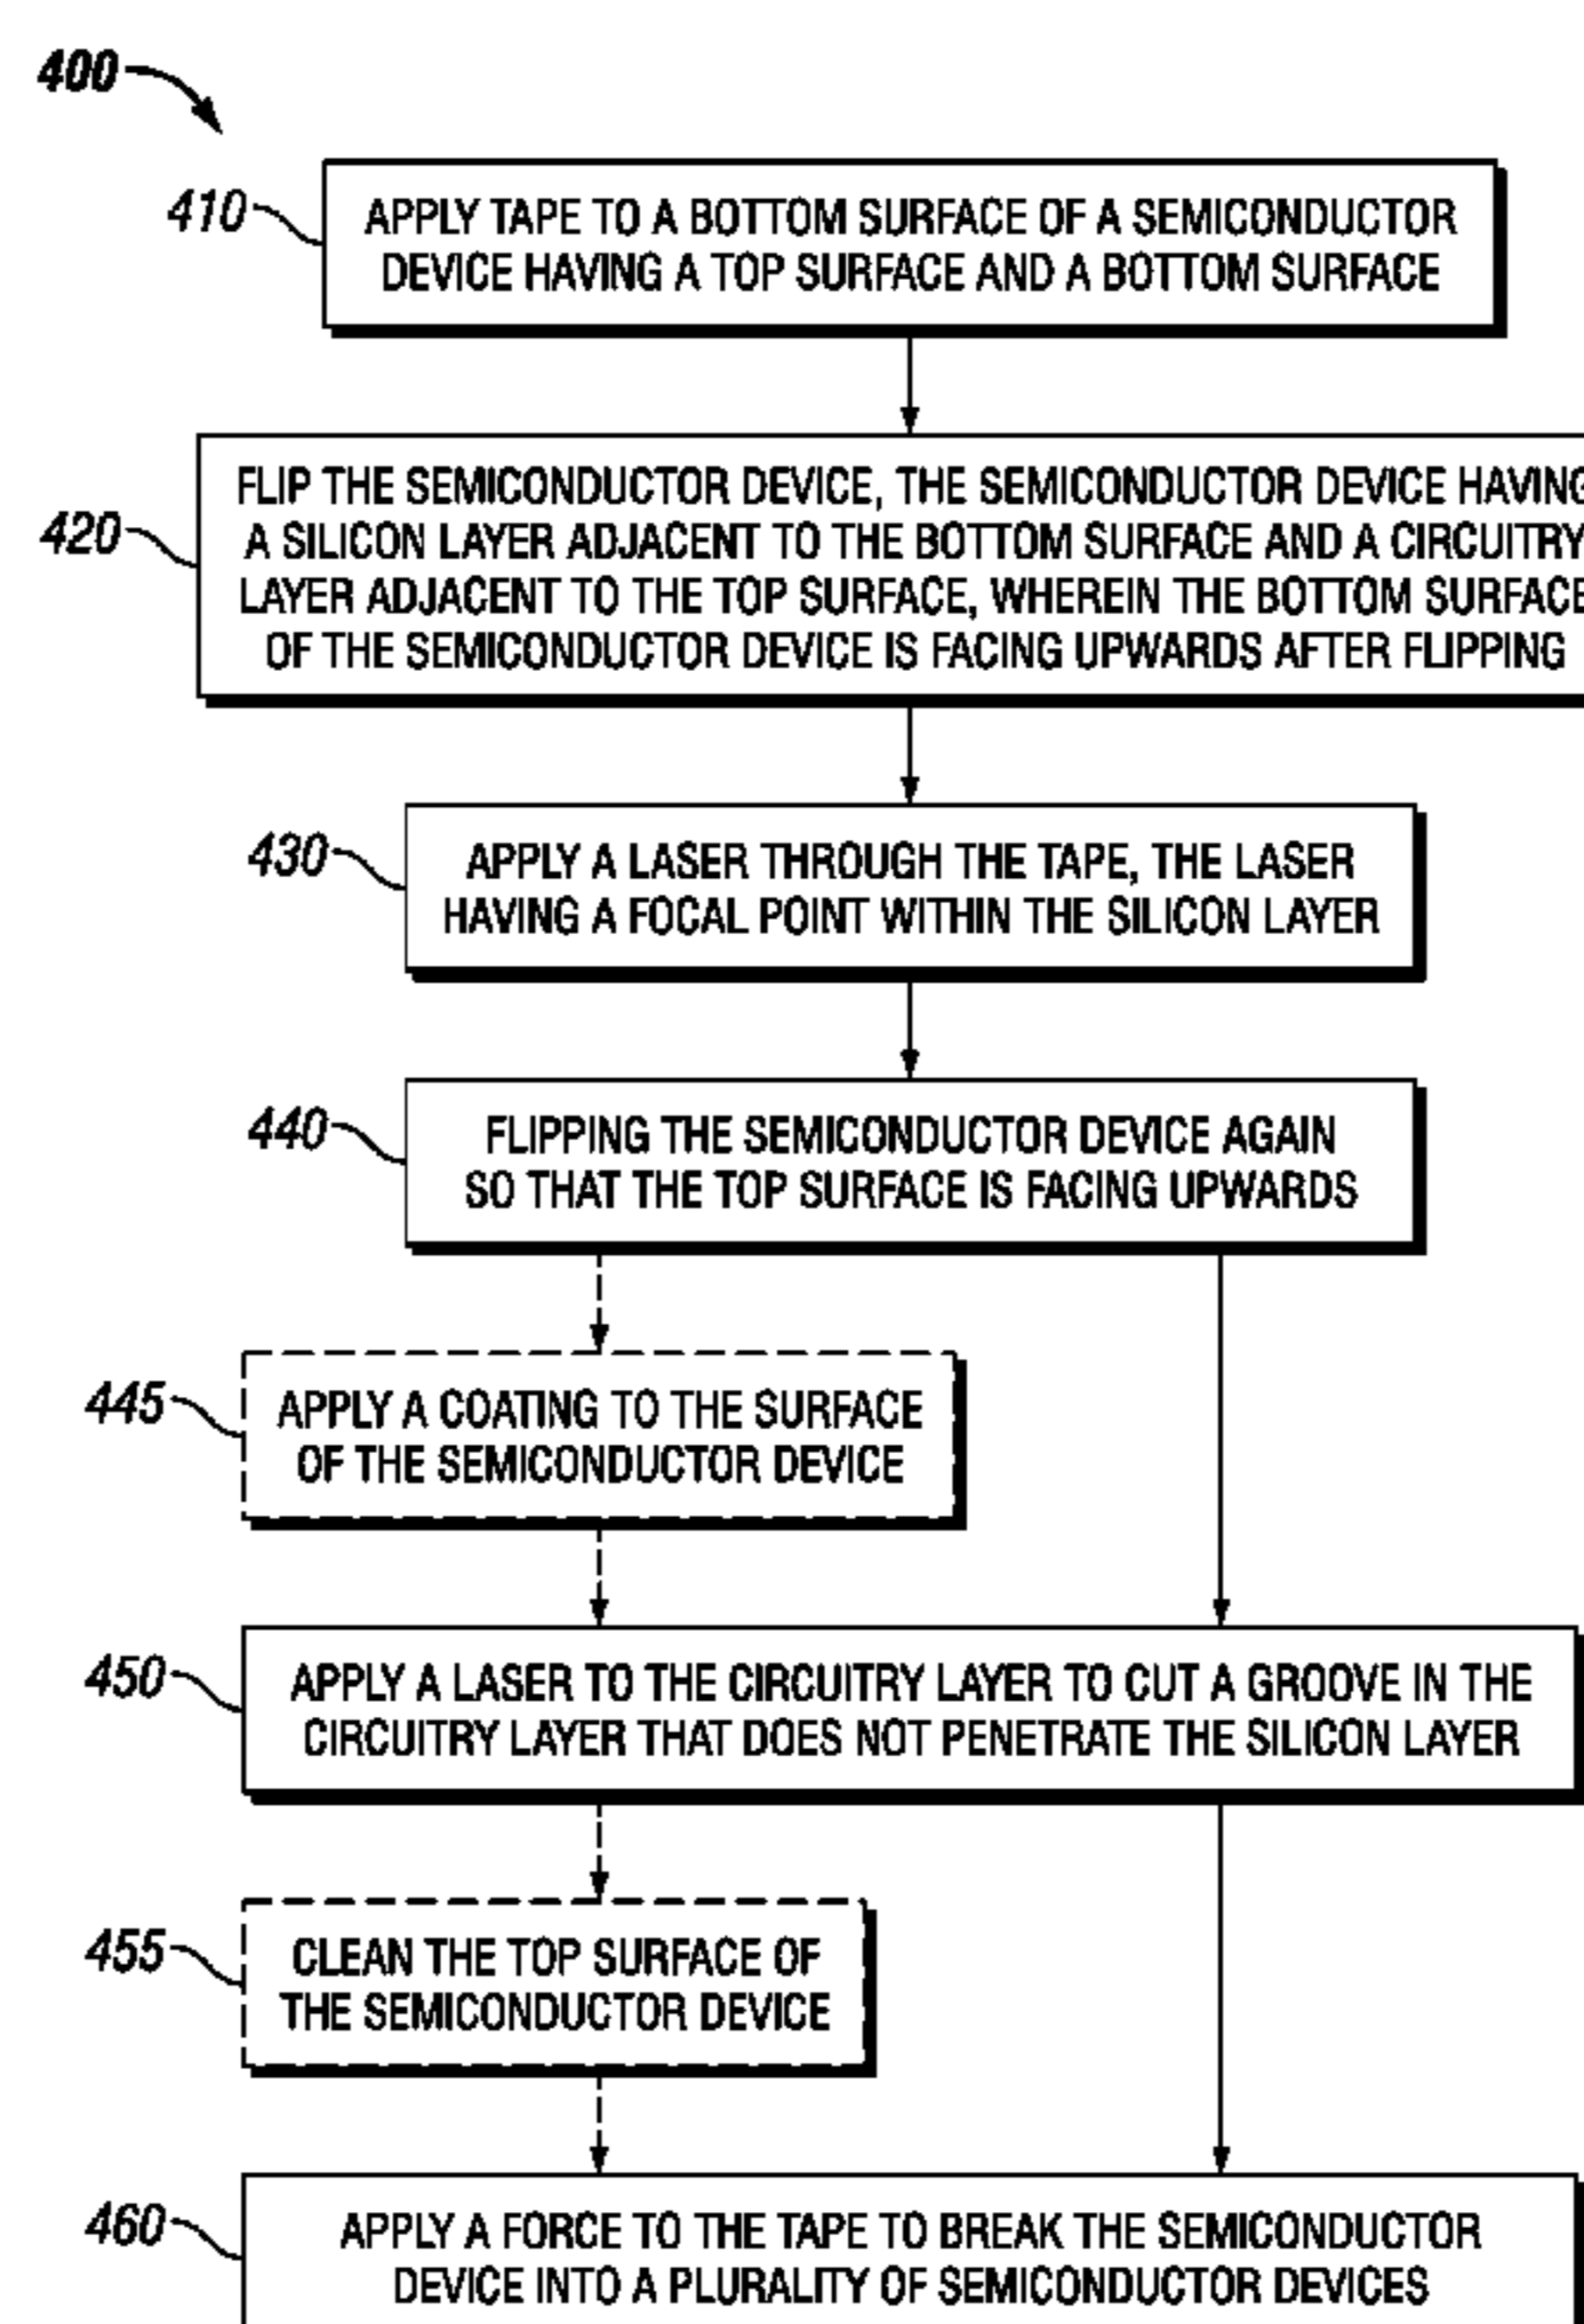 400
410
APPLY TAPE TO A BOTTOM SURFACE OF A SEMICONDUCTOR
DEVICE HAVING A TOP SURFACE AND A BOTTOM SURFACE
420
FLIP THE SEMICONDUCTOR DEVICE, THE SEMICONDUCTOR DEVICE HAVING
A SILICON LAYER ADJACENT TO THE BOTTOM SURFACE AND A CIRCUITRY
LAYER ADJACENT TO THE TOP SURFACE, WHEREIN THE BOTTOM SURFACE
OF THE SEMICONDUCTOR DEVICE IS FACING UPWARDS AFTER FLIPPING
430
APPLY A LASER THROUGH THE TAPE, THE LASER
HAVING A FOCAL POINT WITHIN THE SILICON LAYER
440
FLIPPING THE SEMICONDUCTOR DEVICE AGAIN
SO THAT THE TOP SURFACE IS FACING UPWARDS
445
APPLY A COATING TO THE SURFACE
OF THE SEMICONDUCTOR DEVICE
450
APPLY A LASER TO THE CIRCUITRY LAYER TO CUT A GROOVE IN THE
CIRCUITRY LAYER THAT DOES NOT PENETRATE THE SILICON LAYER
455
CLEAN THE TOP SURFACE OF
THE SEMICONDUCTOR DEVICE
460
APPLY A FORCE TO THE TAPE TO BREAK THE SEMICONDUCTOR
DEVICE INTO A PLURALITY OF SEMICONDUCTOR DEVICES